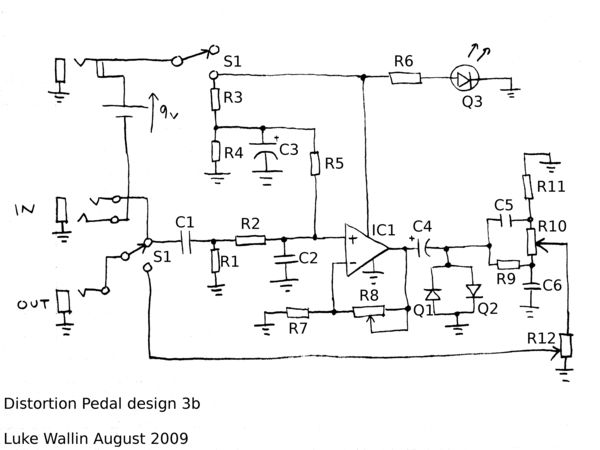 S1
R6
Q3
9v
R3
R4
+
C3
R5
IN
C1
R2
R1
C2
S1
OUT
+
-
IC1
+
C4
C5
R11
R10
R9
C6
R7
R8
Q1
Q2
R12
Distortion Pedal design 3b
Luke Wallin August 2009